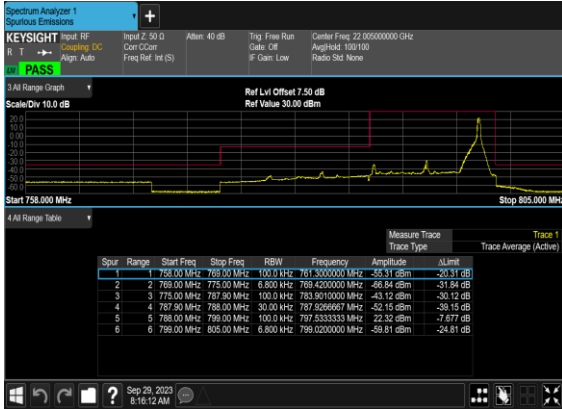 Spectrum Analyzer 1
Spurious Emissions
KEYSIGHT Input: RF Input Z: 50 Ω Atten: 40 dB Trig: Free Run Center Freq: 22.005000000 GHz
R T Coupling: DC Corr CCorr Gate: Off Avg|Hold: 100/100
Align: Auto Freq Ref: Int (S) IF Gain: Low Radio Std: None
LNI PASS
3 All Range Graph
Ref Lvl Offset 7.50 dB
Scale/Div 10.0 dB Ref Value 30.00 dBm
20.0
10.0
0.00
-10.0
-20.0
-30.0
-40.0
-50.0
-60.0
Start 758.000 MHz Stop 805.000 MHz
4 All Range Table
Measure Trace Trace 1
Trace Type Trace Average (Active)
Spur Range Start Freq Stop Freq RBW Frequency Amplitude ΔLimit
1 1 758.00 MHz 769.00 MHz 100.0 kHz 761.3000000 MHz -55.31 dBm -20.31 dB
2 2 769.00 MHz 775.00 MHz 6.800 kHz 769.4200000 MHz -66.84 dBm -31.84 dB
3 3 775.00 MHz 787.90 MHz 100.0 kHz 783.9010000 MHz -43.12 dBm -30.12 dB
4 4 787.90 MHz 788.00 MHz 30.00 kHz 787.9266667 MHz -52.15 dBm -39.15 dB
5 5 788.00 MHz 799.00 MHz 100.0 kHz 797.5333333 MHz 22.32 dBm -7.677 dB
6 6 799.00 MHz 805.00 MHz 6.800 kHz 799.0200000 MHz -59.81 dBm -24.81 dB
Sep 29, 2023
8:16:12 AM